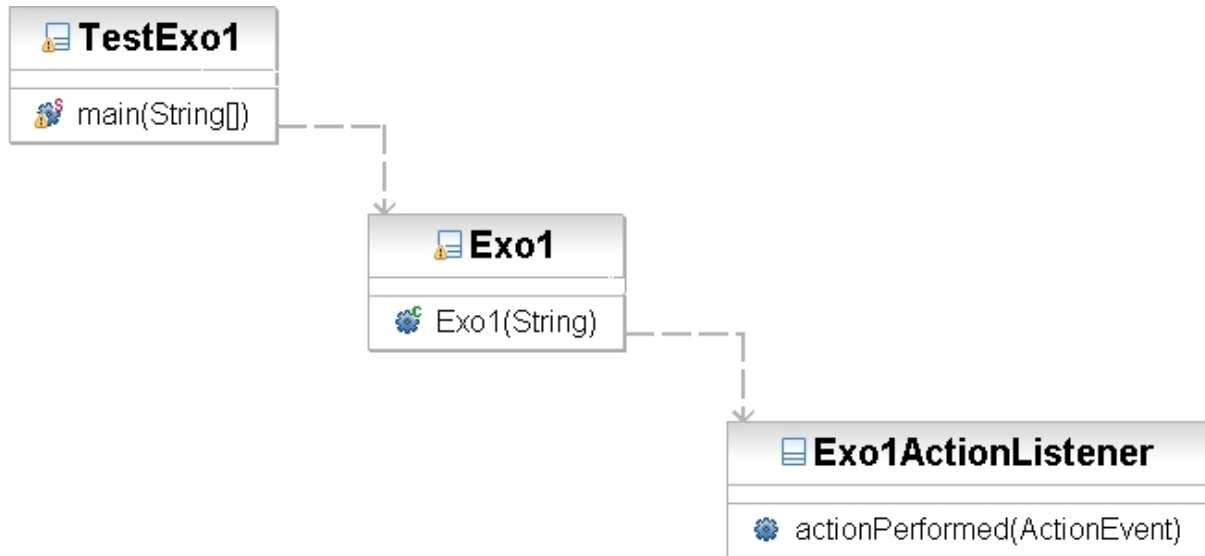 TestExo1
main(String[])
Exo1
Exo1(String)
Exo1ActionListener
actionPerformed(ActionEvent)